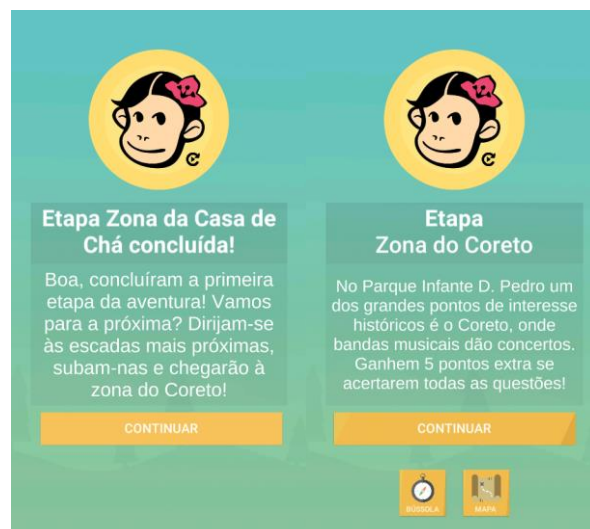 Etapa Zona da Casa de
Chá concluída!
Boa, concluíram a primeira
etapa da aventura! Vamos
para a próxima? Dirijam-se
às escadas mais próximas,
subam-nas e chegarão à
zona do Coreto!
CONTINUAR
Etapa
Zona do Coreto
No Parque Infante D. Pedro um
dos grandes pontos de interesse
históricos é o Coreto, onde
bandas musicais dão concertos.
Ganhem 5 pontos extra se
acertarem todas as questões!
CONTINUAR
BÚSSOLA
MAPA